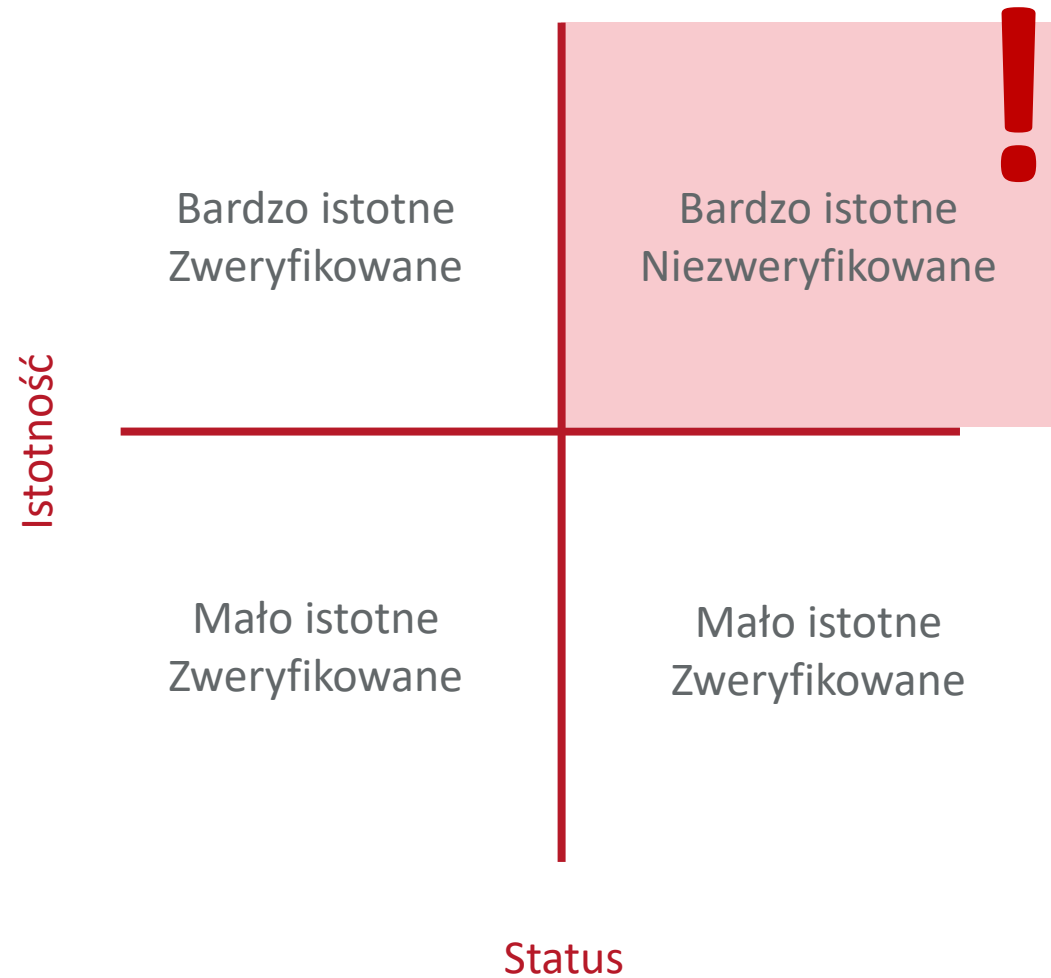 !
Bardzo istotne
Zweryfikowane
Bardzo istotne
Niezweryfikowane
Istotność
Mało istotne
Zweryfikowane
Mało istotne
Zweryfikowane
Status